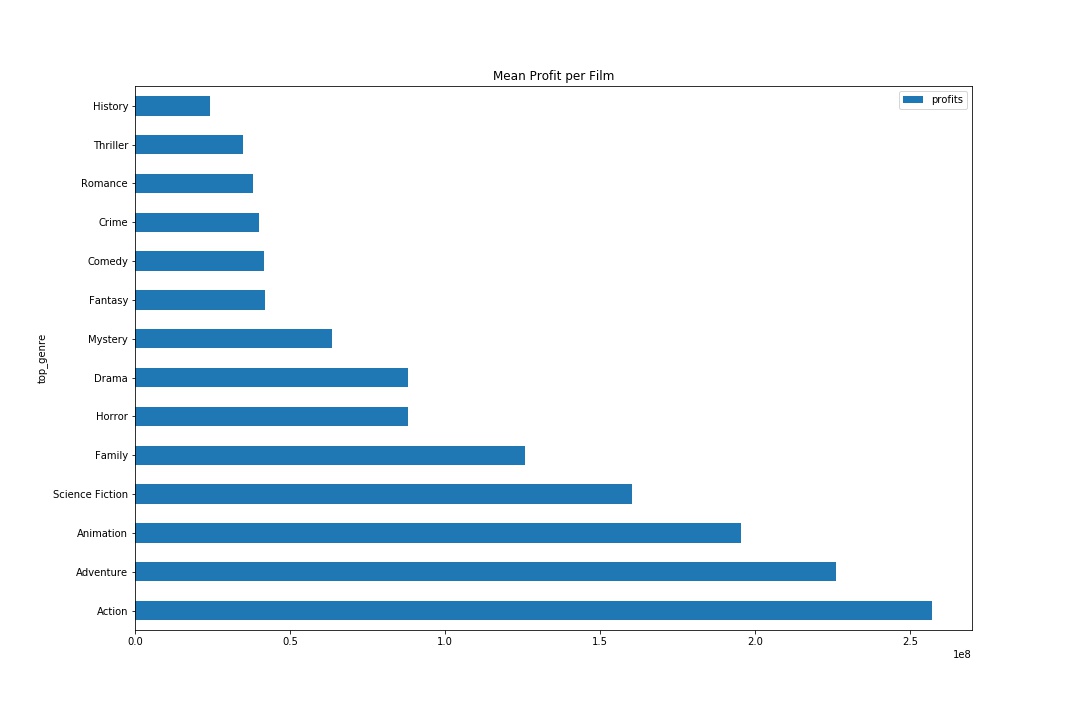 Mean Profit per Film
profits
top_genre
History
Thriller
Romance
Crime
Comedy
Fantasy
Mystery
Drama
Horror
Family
Science Fiction
Animation
Adventure
Action
0.0 0.5 1.0 1.5 2.0 2.5
1e8